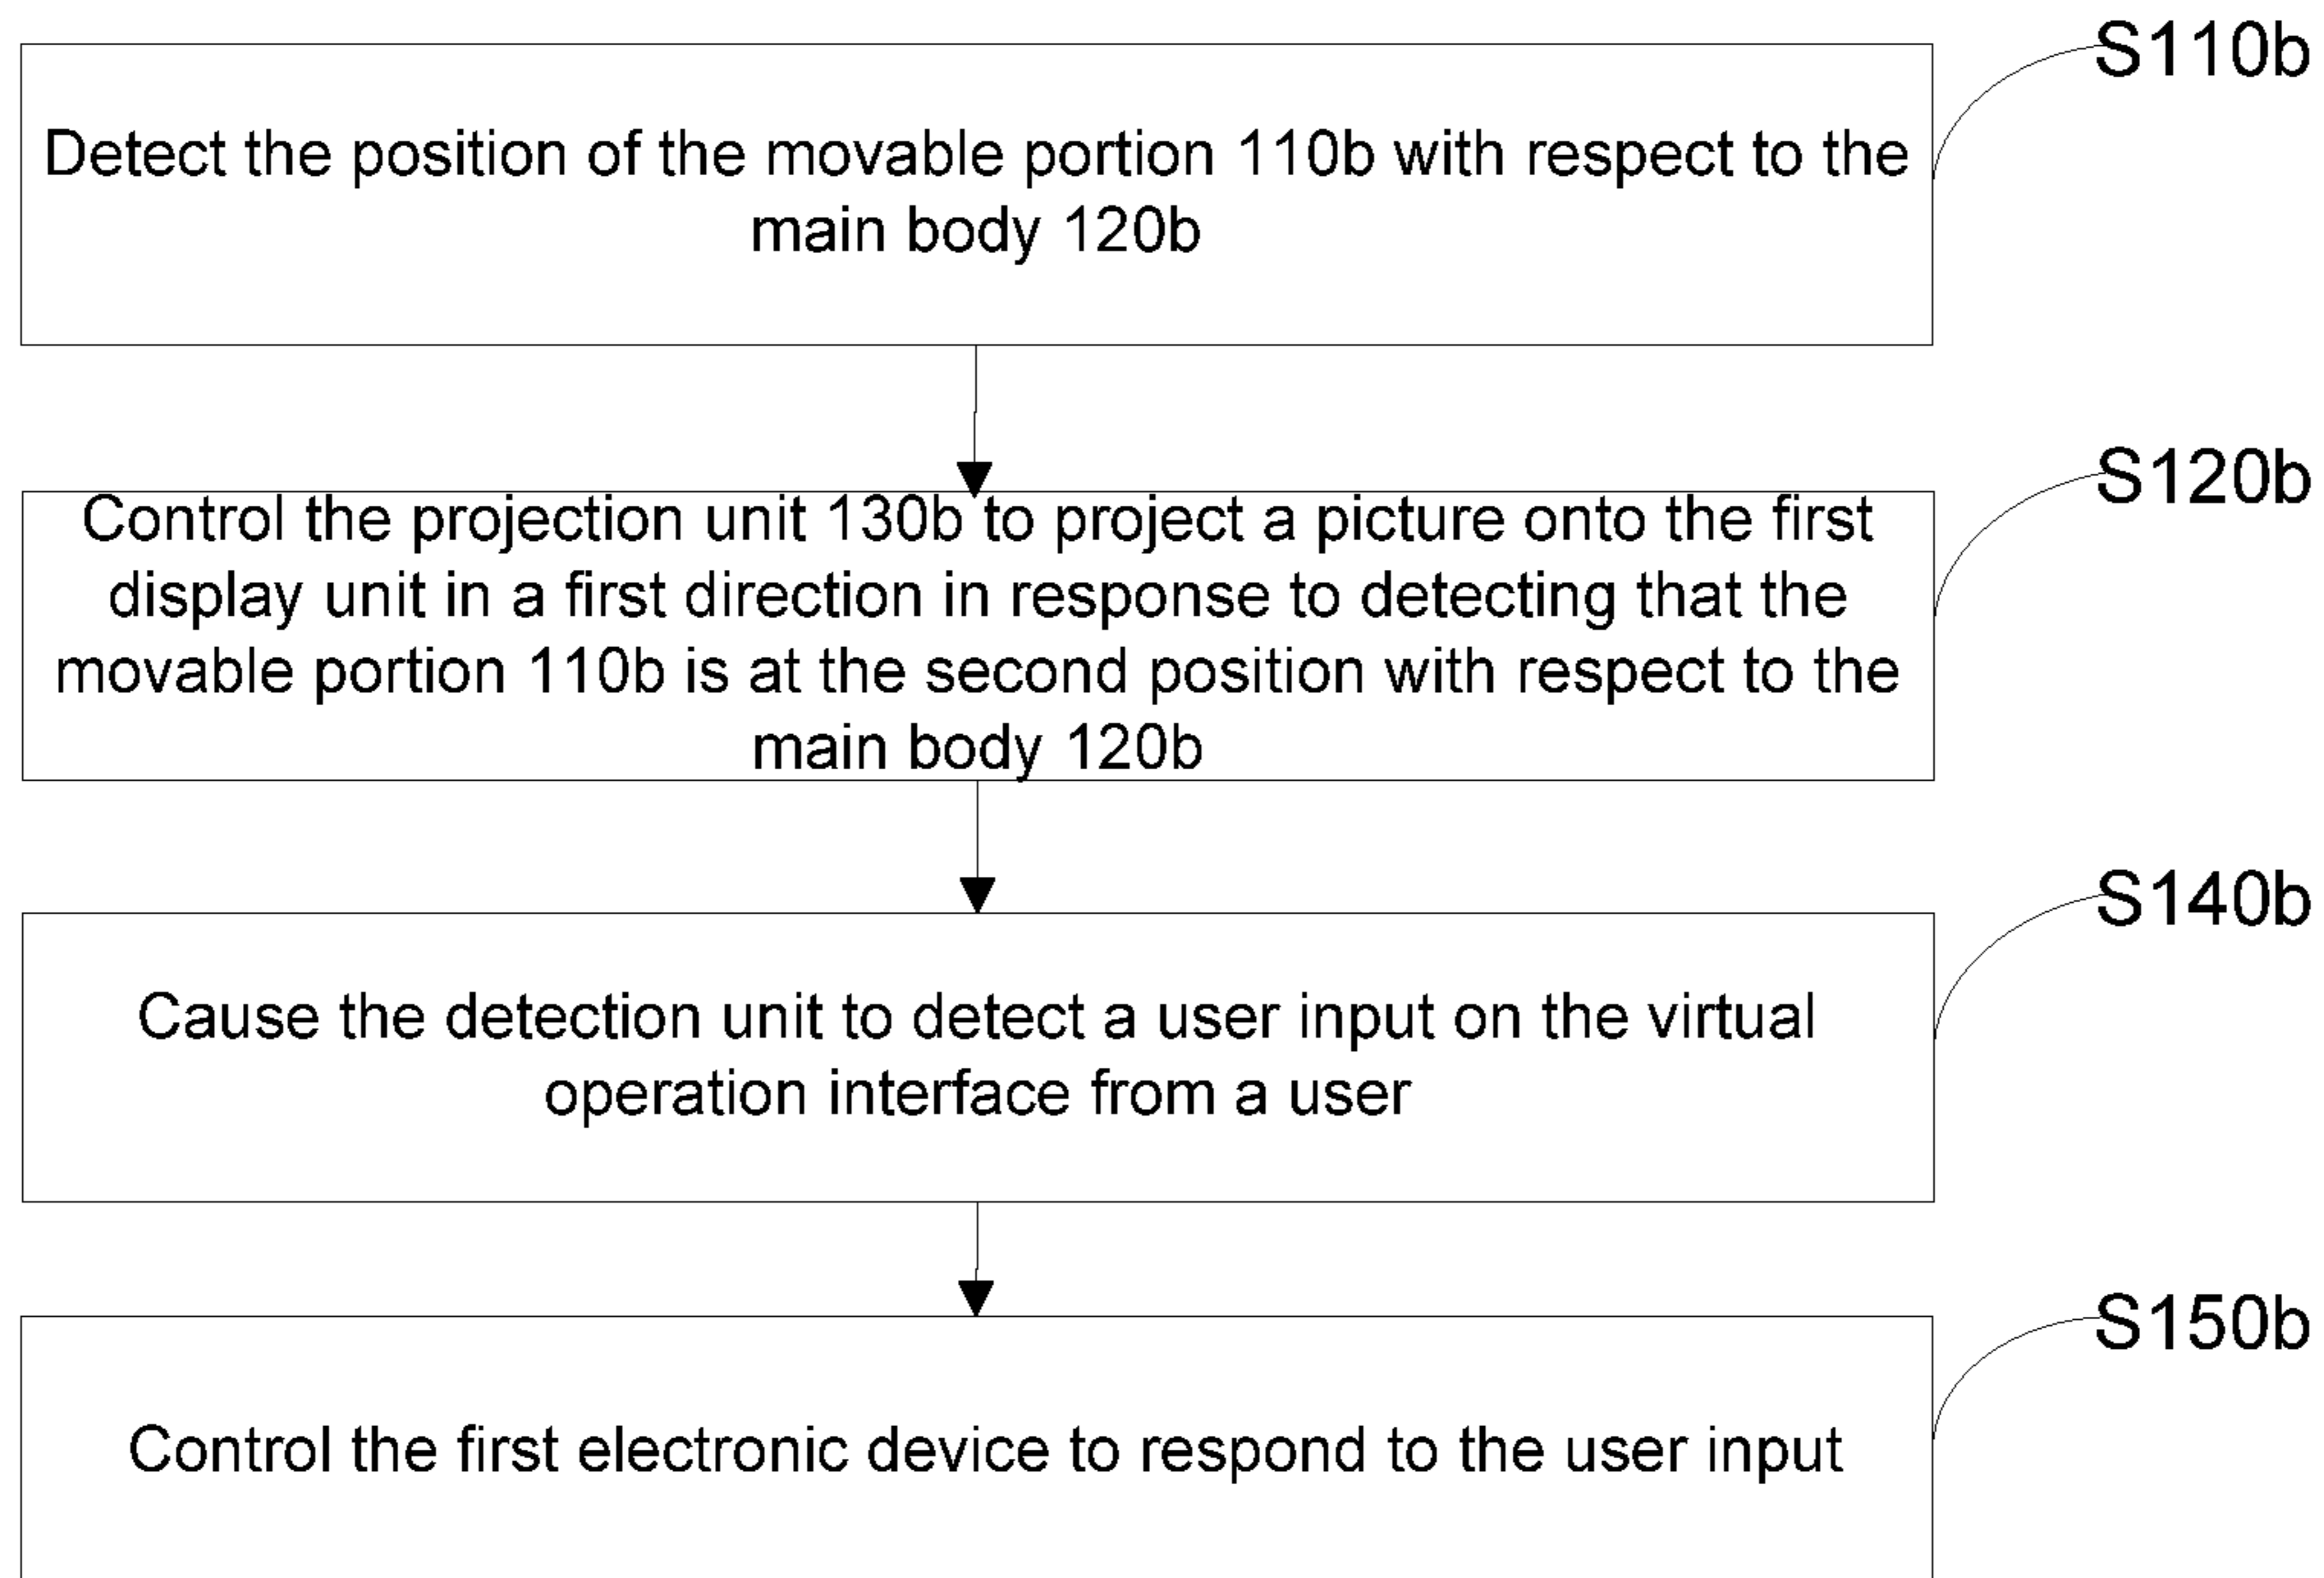 S110b
Detect the position of the movable portion 110b with respect to the
main body 120b
S120b
Control the projection unit 130b to project a picture onto the first
display unit in a first direction in response to detecting that the
movable portion 110b is at the second position with respect to the
main body 120b
S140b
Cause the detection unit to detect a user input on the virtual
operation interface from a user
S150b
Control the first electronic device to respond to the user input